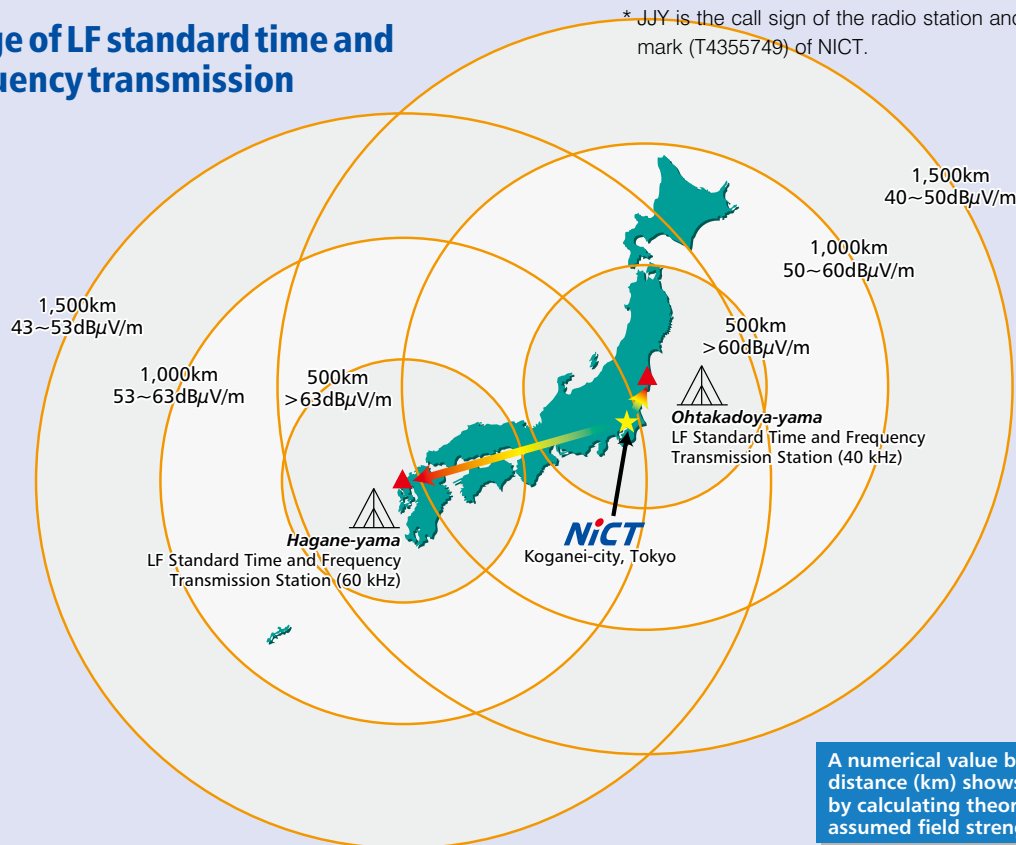 ge of LF standard time and
uency transmission
* JJY is the call sign of the radio station and
mark (T4355749) of NICT.
1,500km
40~50dBµV/m
1,000km
50~60dBµV/m
500km
>60dBµV/m
1,500km
43~53dBµV/m
1,000km
53~63dBµV/m
500km
>63dBµV/m
Ohtakadoya-yama
LF Standard Time and Frequency
Transmission Station (40 kHz)
Hagane-yama
LF Standard Time and Frequency
Transmission Station (60 kHz)
NiCT
Koganei-city, Tokyo
A numerical value b
distance (km) shows
by calculating theor
assumed field streng